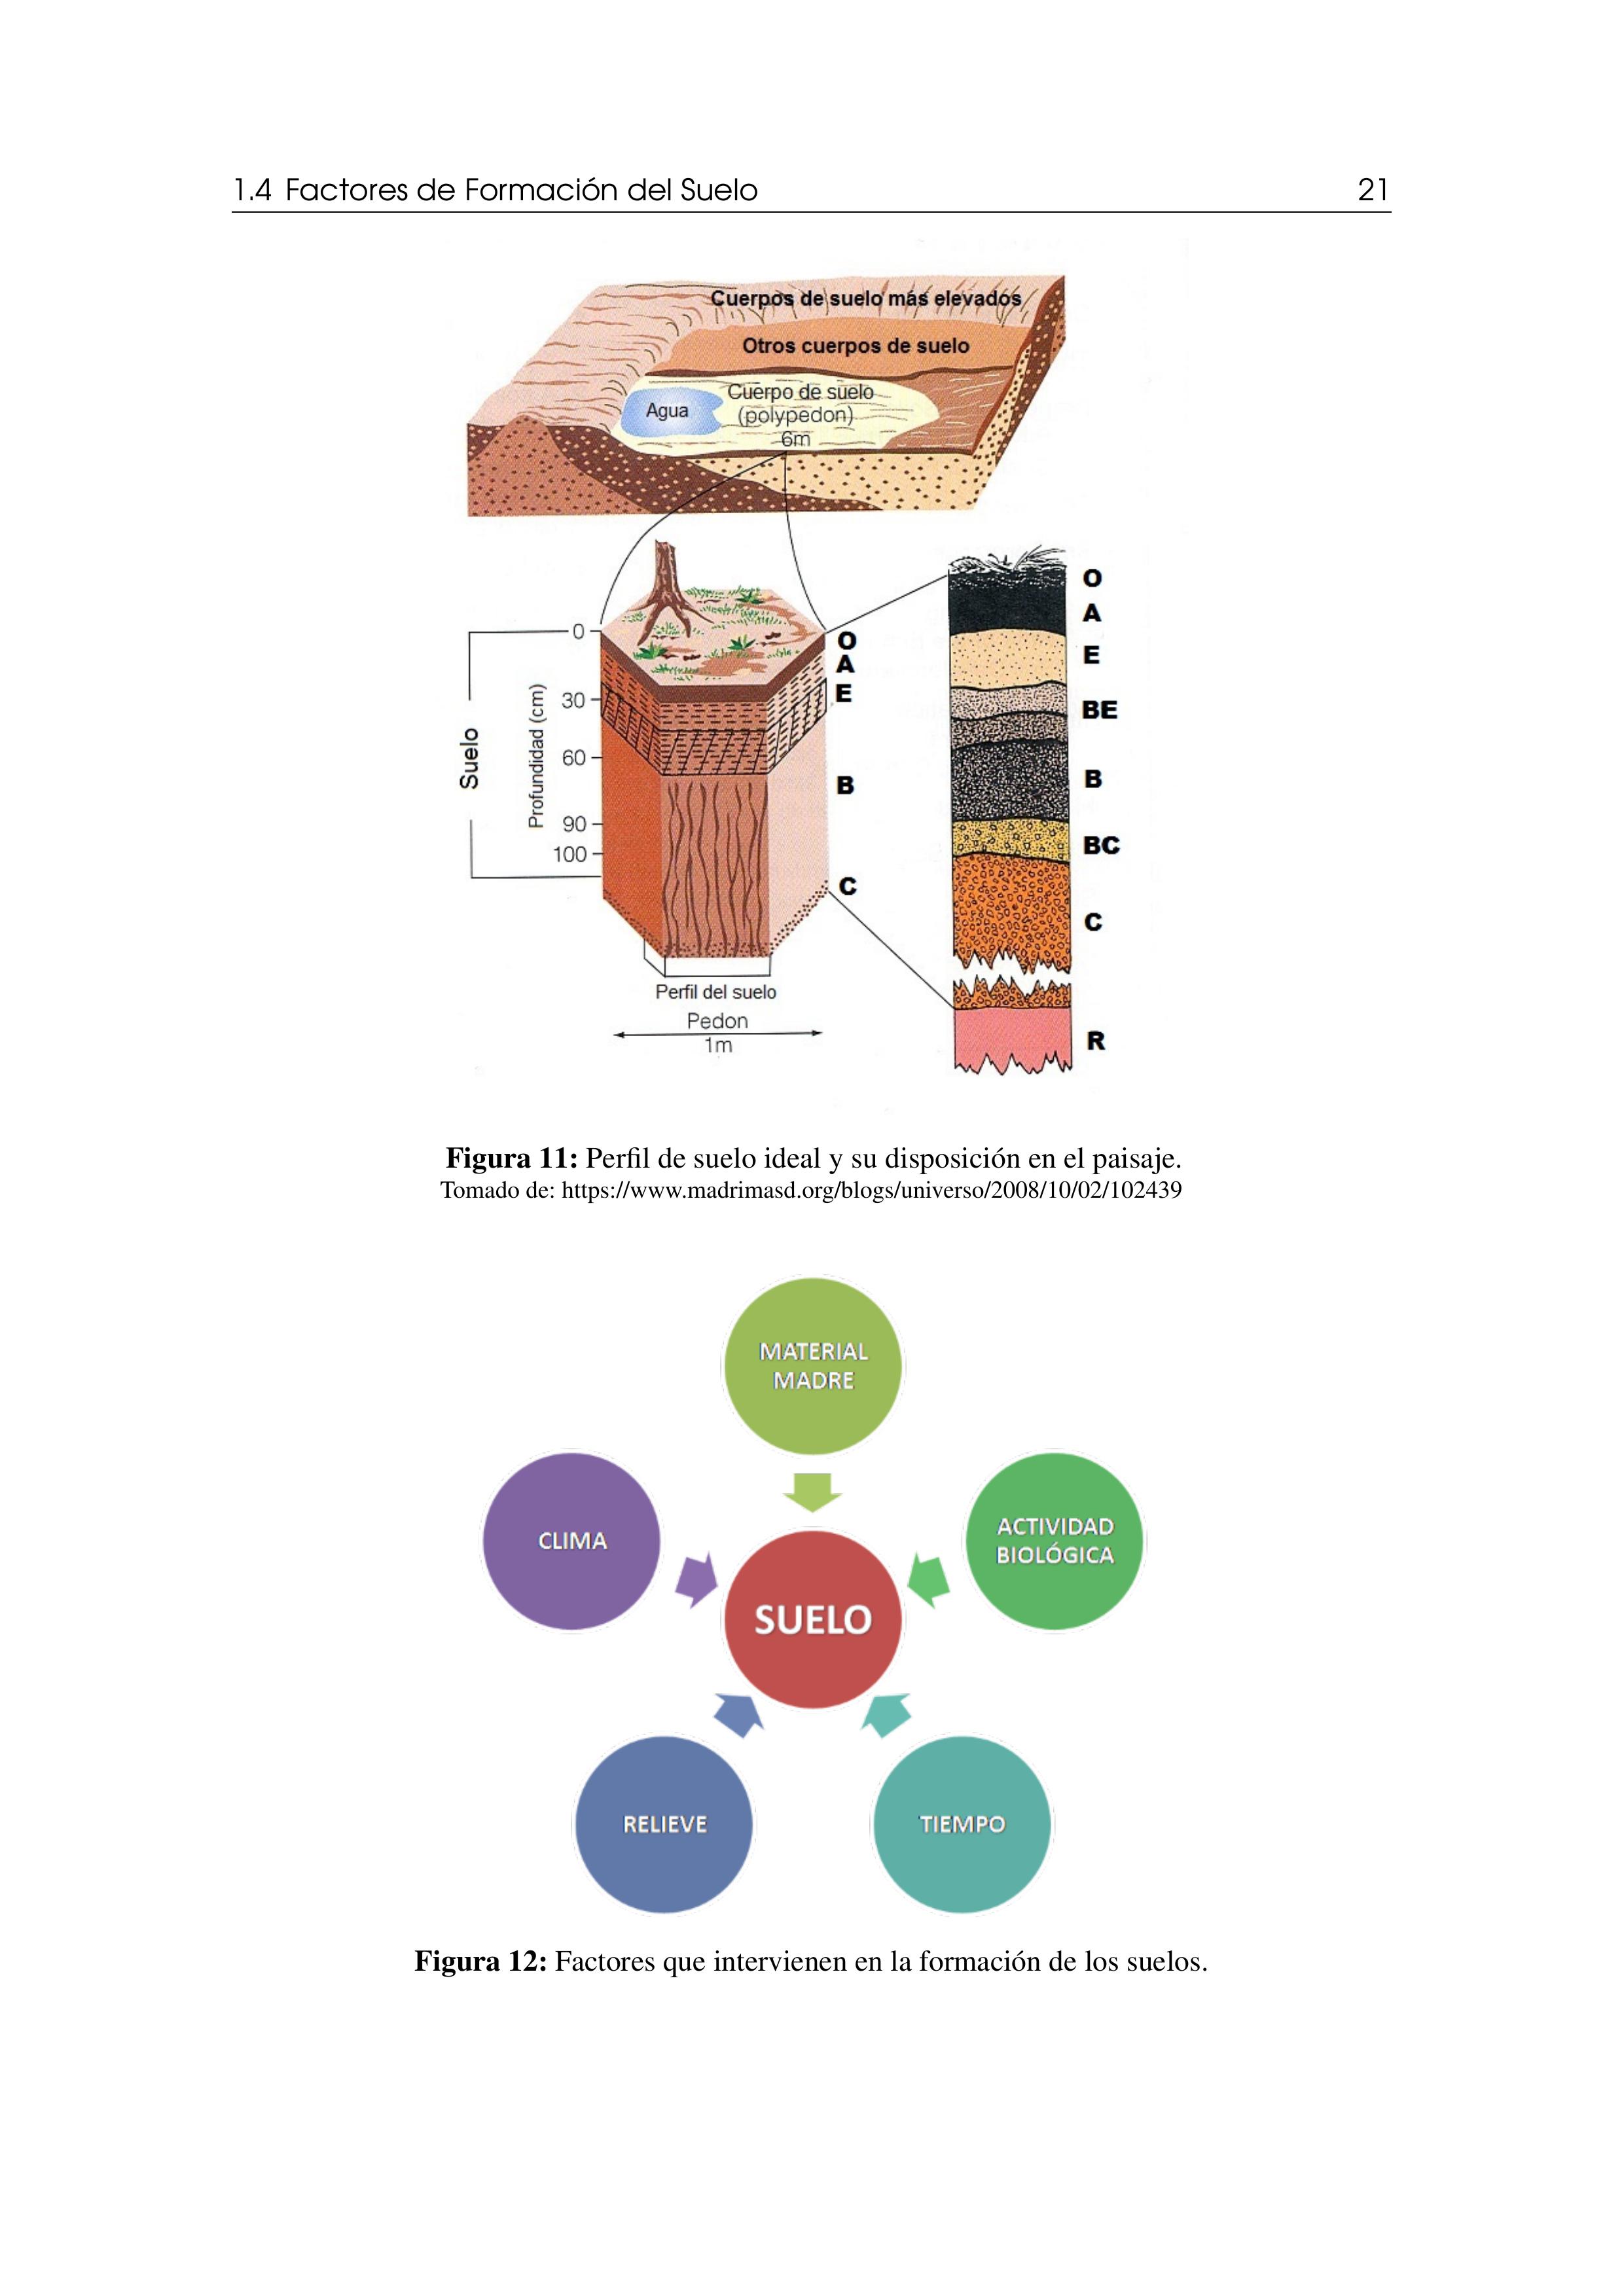 1.4 Factores de Formación del Suelo 21
Cuerpos de suelo más elevados
Otros cuerpos de suelo
Agua
Cuerpo de suelo
(polypedon)
6m
Suelo
Profundidad (cm)
0
30
60
90
100
O
A
E
B
C
Perfil del suelo
Pedon
1m
O
A
E
BE
B
BC
C
R
Figura 11: Perfil de suelo ideal y su disposición en el paisaje.
Tomado de: https://www.madrimasd.org/blogs/universo/2008/10/02/102439
MATERIAL
MADRE
CLIMA
ACTIVIDAD
BIOLÓGICA
SUELO
RELIEVE
TIEMPO
Figura 12: Factores que intervienen en la formación de los suelos.